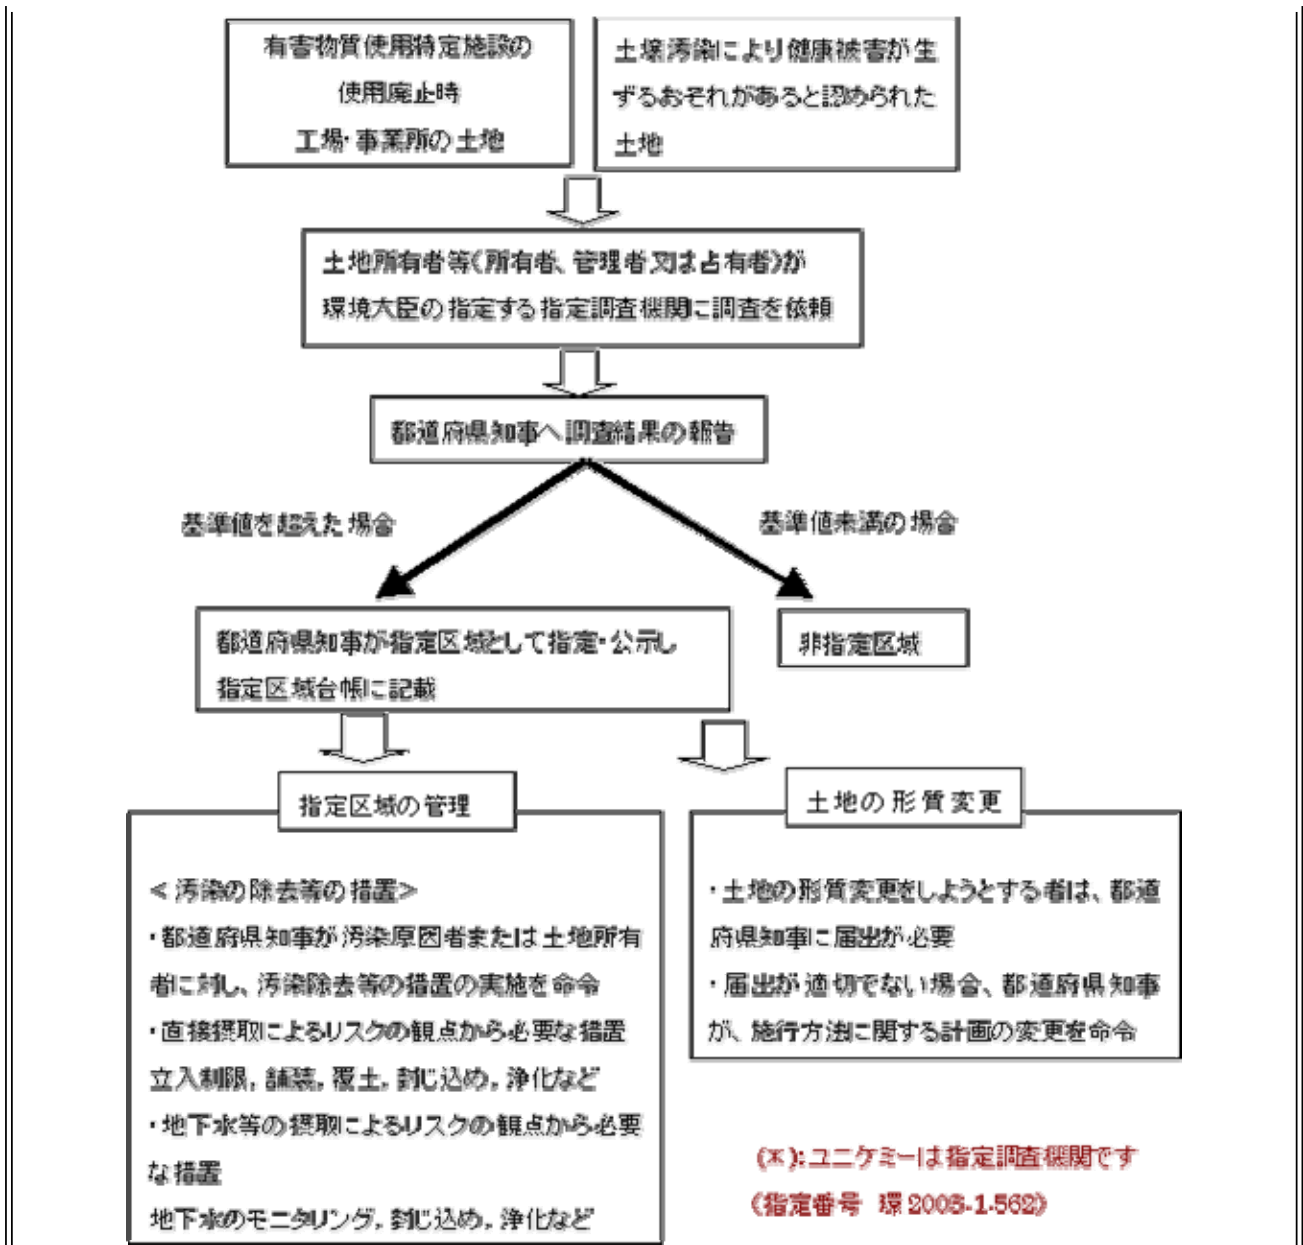 有害物質使用特定施設の
使用廃止時
工場・事業所の土地
土壌汚染により健康被害が生
ずるおそれがあると認められた
土地
土地所有者等(所有者、管理者又は占有者)が
環境大臣の指定する指定調査機関に調査を依頼
都道府県知事へ調査結果の報告
基準値を超えた場合
基準値未満の場合
都道府県知事が指定区域として指定・公示し
指定区域台帳に記載
非指定区域
指定区域の管理
<汚染の除去等の措置>
・都道府県知事が汚染原因者または土地所有
者に対し、汚染除去等の措置の実施を命令
・直接摂取によるリスクの観点から必要な措置
立入制限，舗装，覆土，封じ込め，浄化など
・地下水等の摂取によるリスクの観点から必要
な措置
地下水のモニタリング，封じ込め，浄化など
土地の形質変更
・土地の形質変更をしようとする者は、都道
府県知事に届出が必要
・届出が適切でない場合、都道府県知事
が、施行方法に関する計画の変更を命令
(*):ユニケミーは指定調査機関です
(指定番号 環2003-1-562)